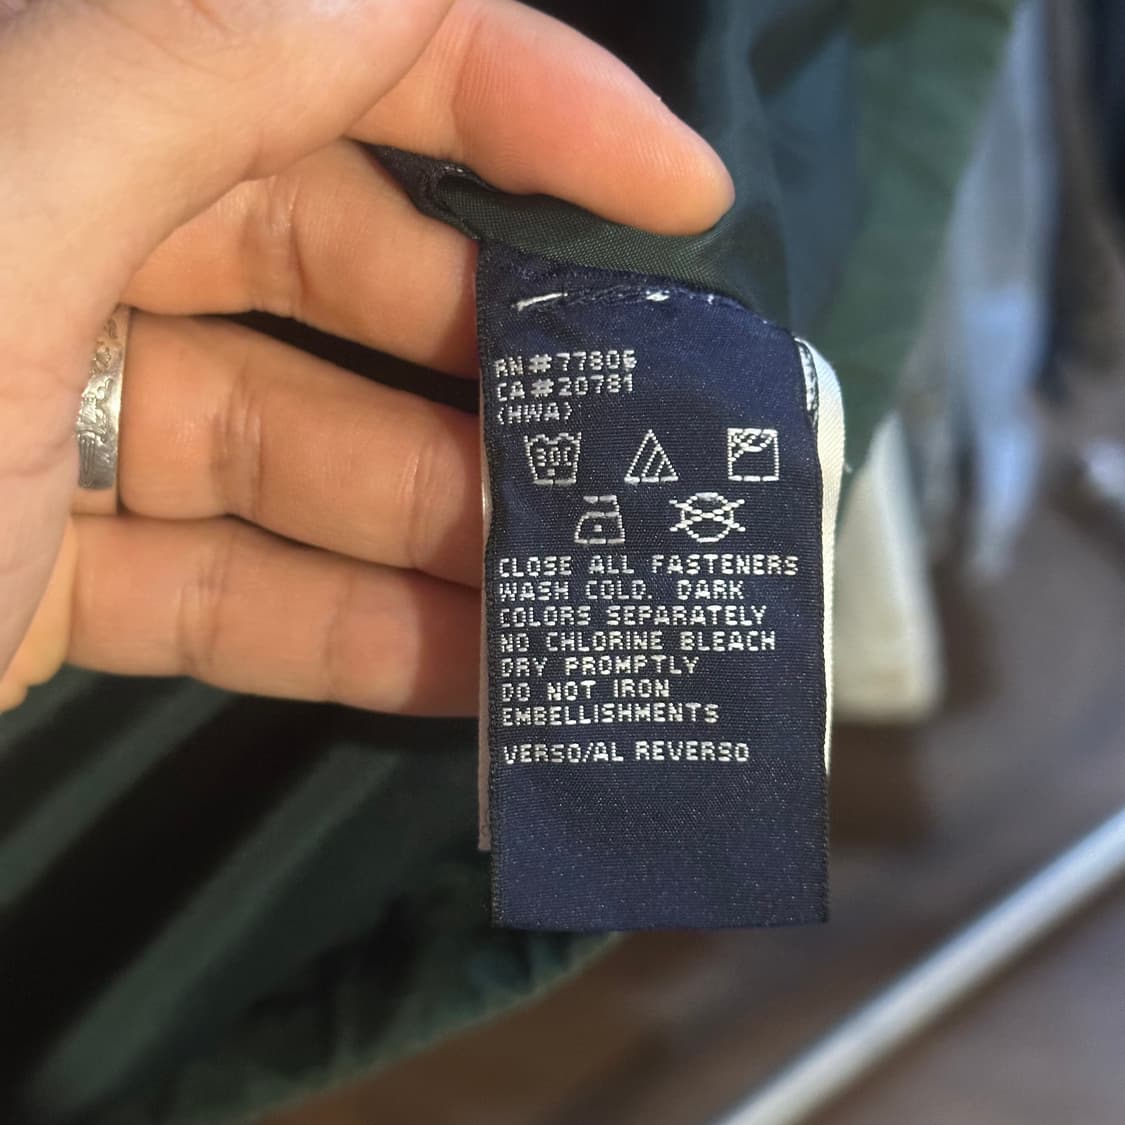 RN#77806
CA#20781
(HWA)
30C
CLOSE ALL FASTENERS
WASH COLD. DARK
COLORS SEPARATELY
NO CHLORINE BLEACH
DRY PROMPTLY
DO NOT IRON
EMBELLISHMENTS
VERSO/AL REVERSO